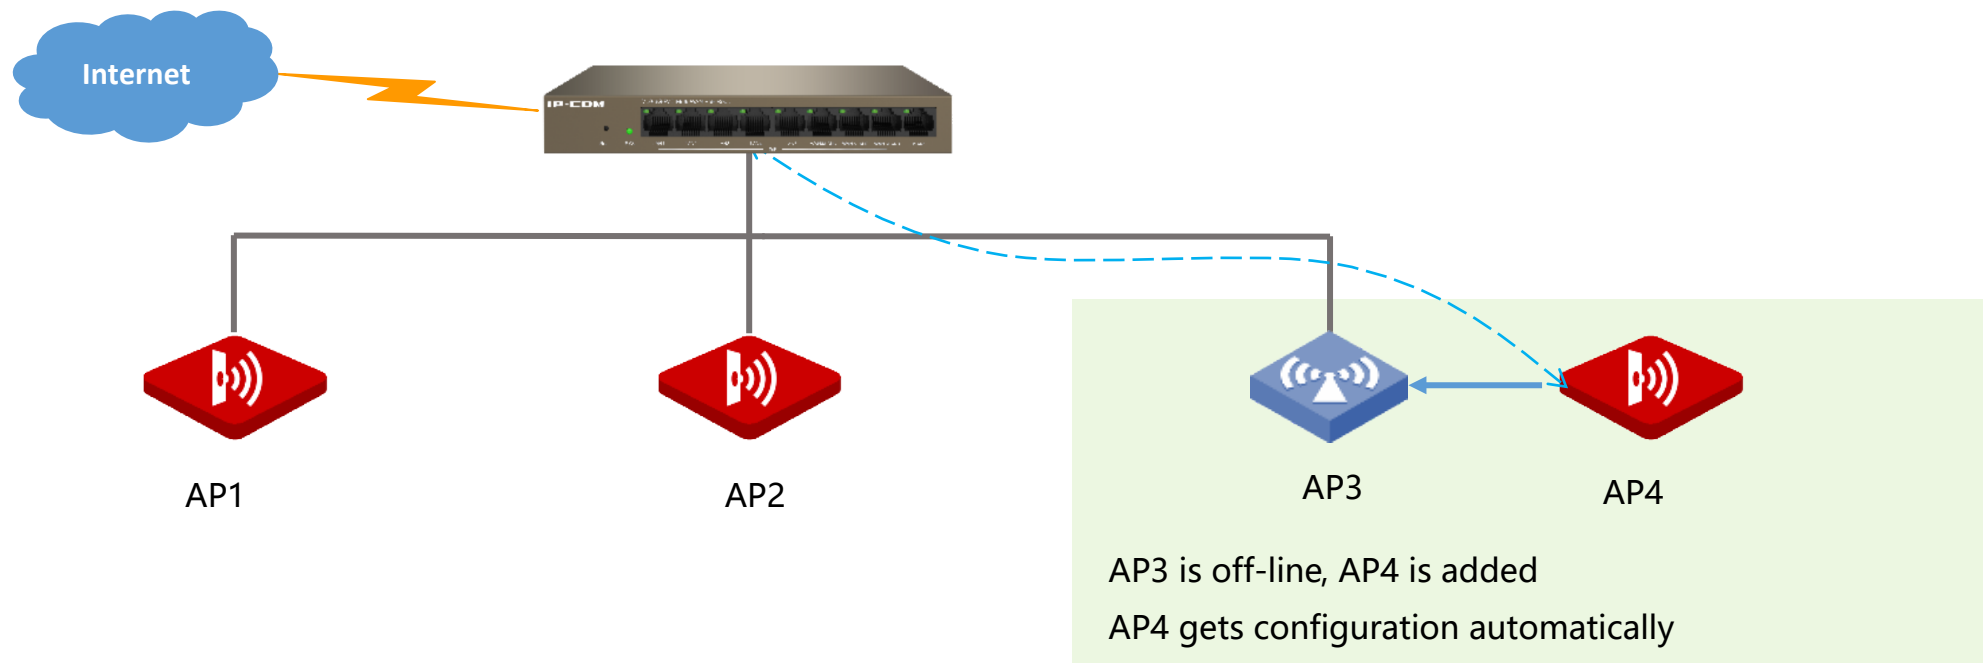 Internet
IP-COM
AP1
AP2
AP3
AP4
AP3 is off-line, AP4 is added
AP4 gets configuration automatically